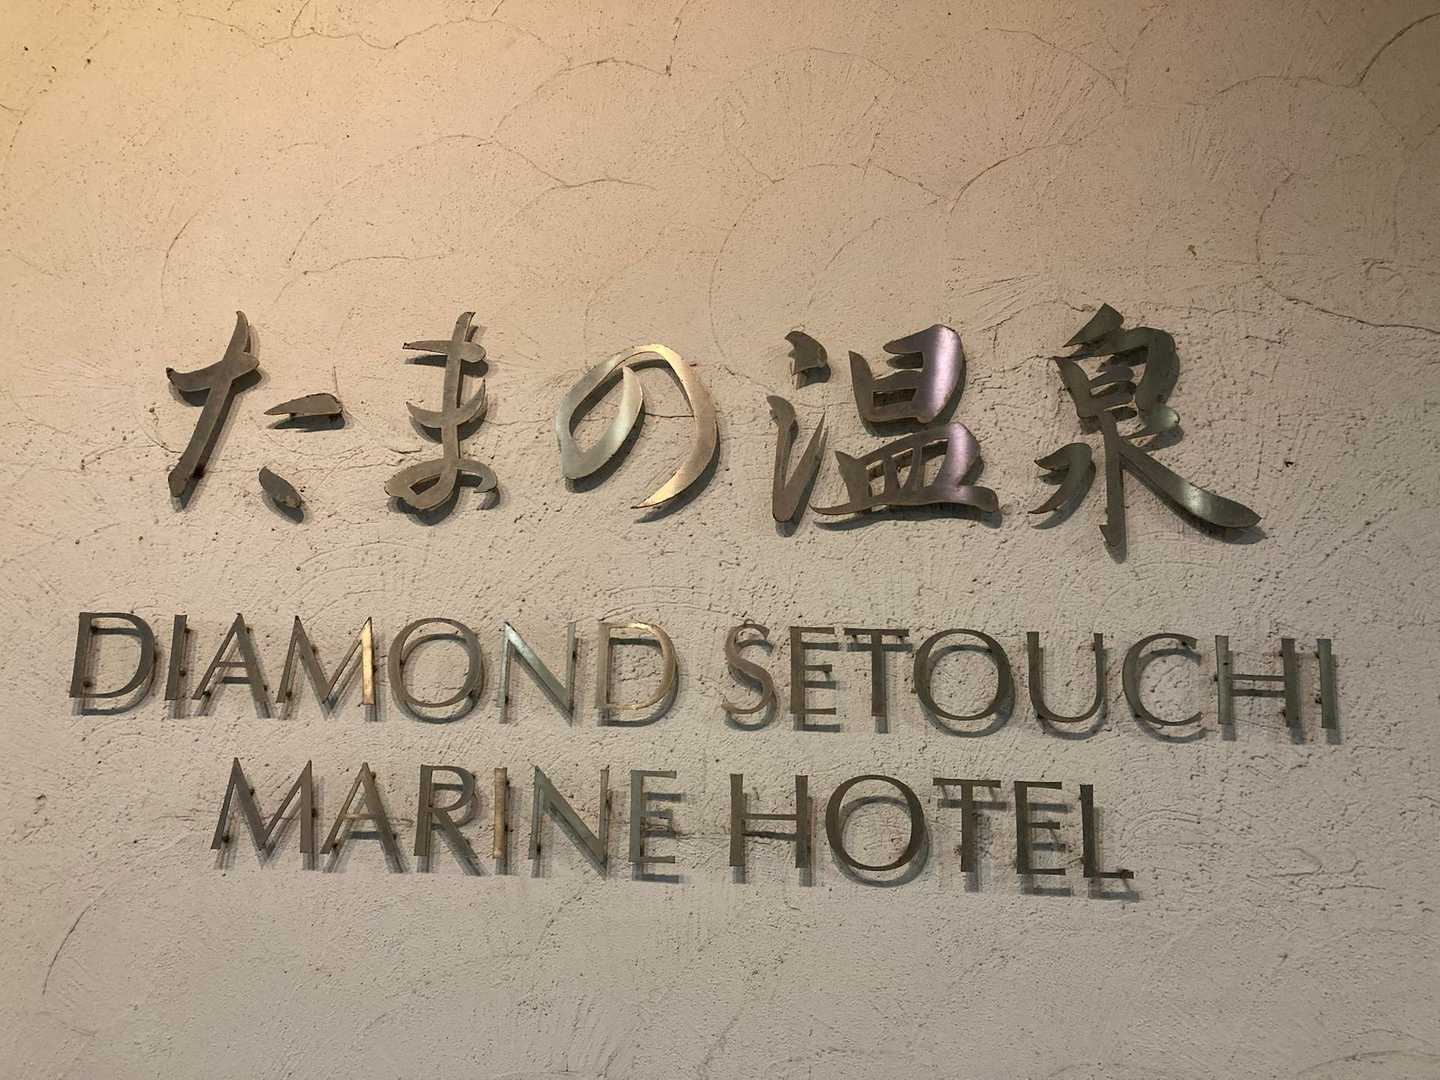 たまの温泉
DIAMOND SETOUCHI
MARINE HOTEL